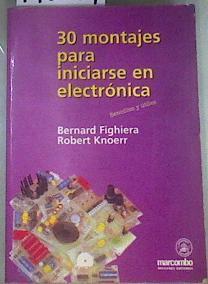 30 montajes
para
iniciarse en
electrónica
Sencillos y útiles
Bernard Fighiera
Robert Knoerr
marcombo